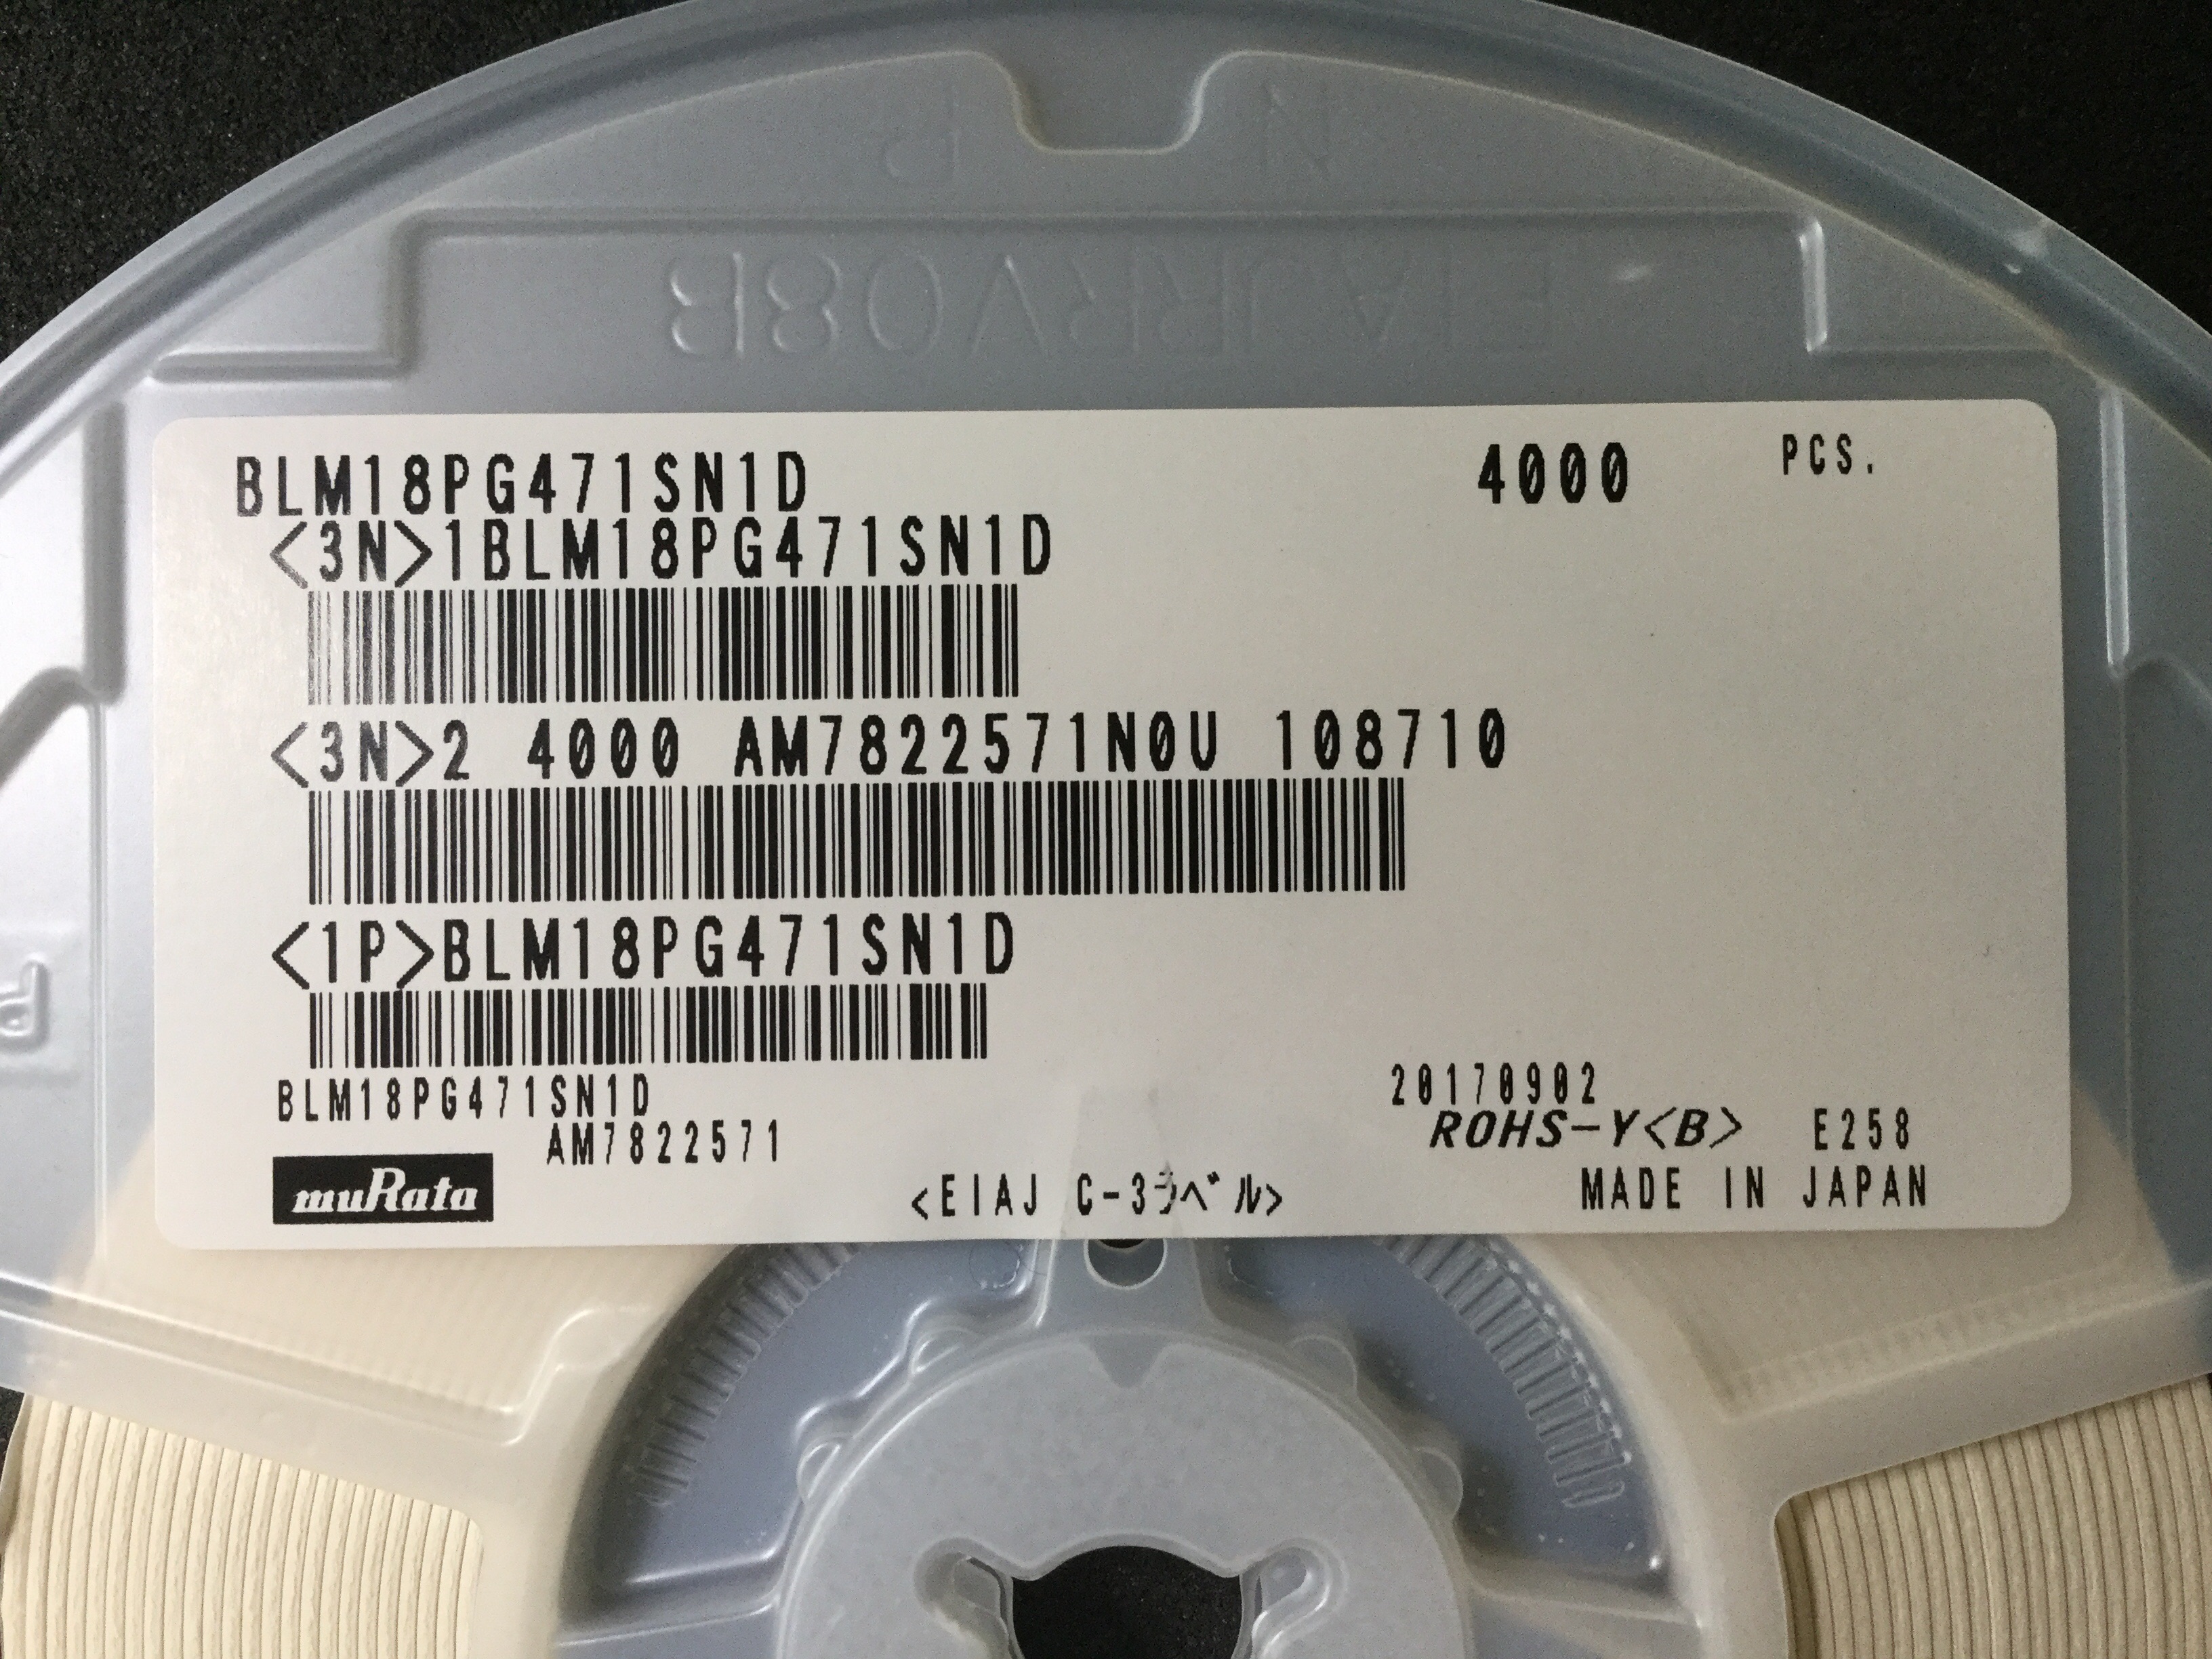 N P
EIAJRRV08B
BLM18PG471SN1D 4000 PCS.
<3N>1BLM18PG471SN1D
<3N>2 4000 AM7822571N0U 108710
<1P>BLM18PG471SN1D
P
BLM18PG471SN1D 20170902
AM7822571 ROHS-Y<B> E258
muRata <EIAJ C-3ラベル> MADE IN JAPAN